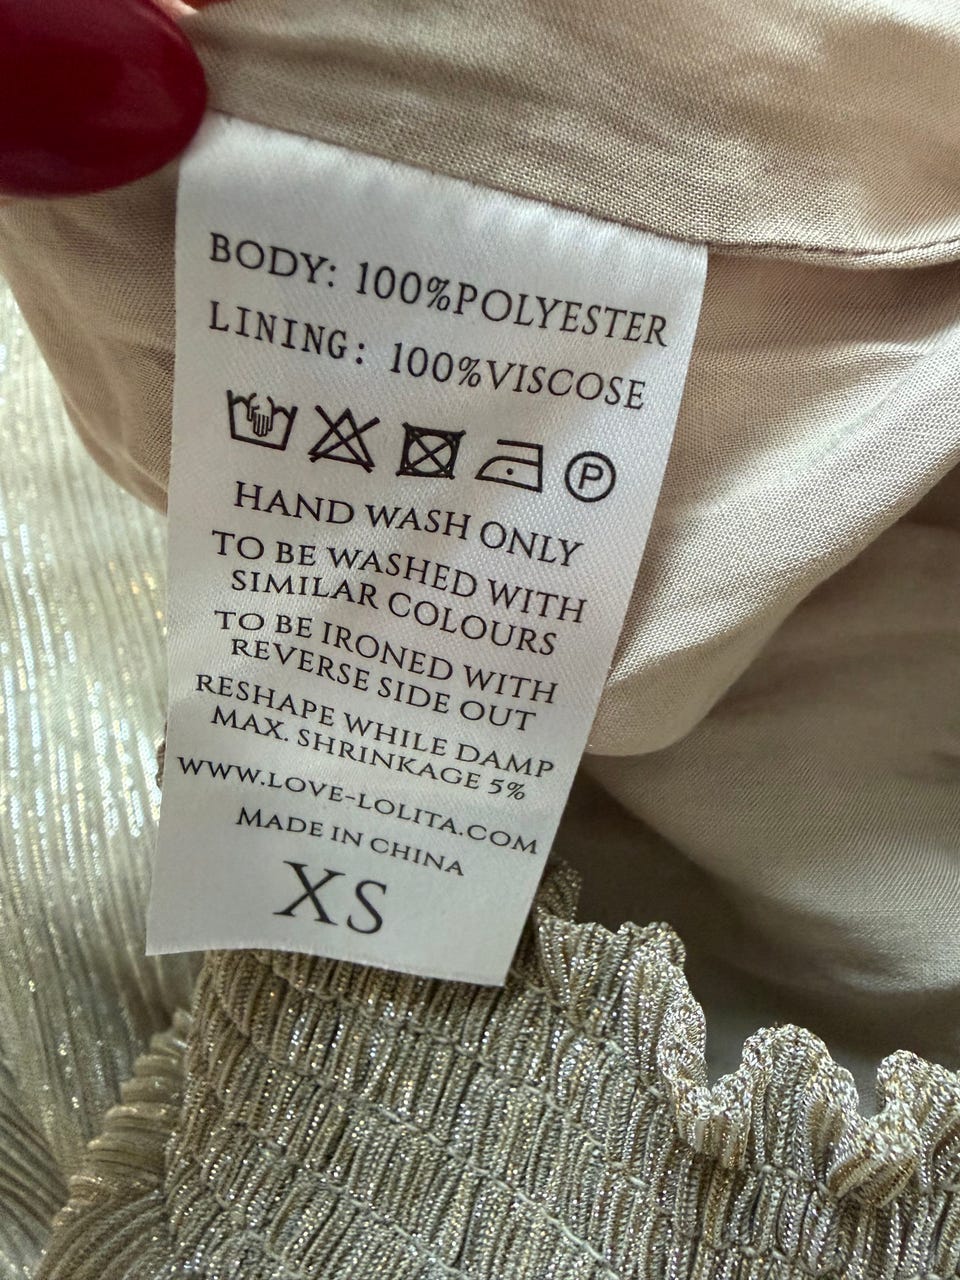 BODY: 100%POLYESTER
LINING: 100%VISCOSE
P
HAND WASH ONLY
TO BE WASHED WITH
SIMILAR COLOURS
TO BE IRONED WITH
REVERSE SIDE OUT
RESHAPE WHILE DAMP
MAX. SHRINKAGE 5%
WWW.LOVE-LOLITA.COM
MADE IN CHINA
XS